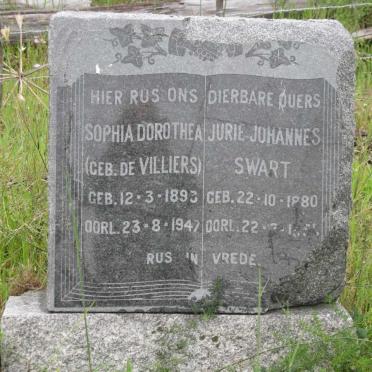 HIER RUS ONS DIERBARE OUERS
SOPHIA DOROTHEA
(GEB. DE VILLIERS)
GEB. 12-3-1893
OORL. 23-8-1947
JURIE JOHANNES
SWART
GEB. 22-10-1880
OORL. 22-
RUS IN VREDE.